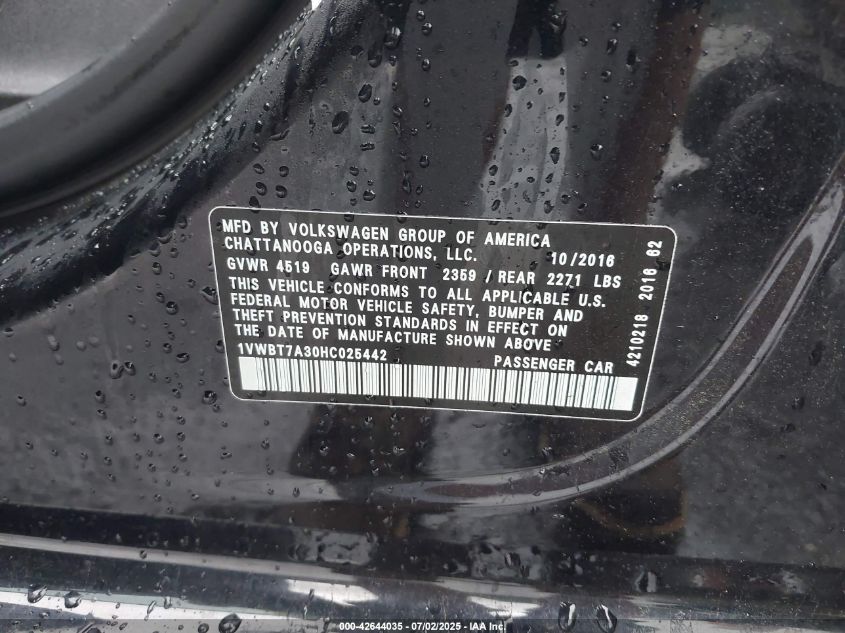 MFD BY VOLKSWAGEN GROUP OF AMERICA
CHATTANOOGA OPERATIONS, LLC. 10/2016
GVWR 4519 GAWR FRONT 2359 / REAR 2271 LBS
THIS VEHICLE CONFORMS TO ALL APPLICABLE U.S.
FEDERAL MOTOR VEHICLE SAFETY, BUMPER AND
THEFT PREVENTION STANDARDS IN EFFECT ON
THE DATE OF MANUFACTURE SHOWN ABOVE
1VWBT7A30HC025442 PASSENGER CAR
4210218 2016 62
000-42644035 - 07/02/2025 - IAA Inc.